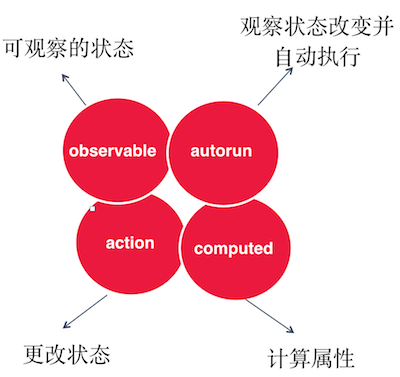 可观察的状态
观察状态改变并
自动执行
observable
autorun
action
computed
更改状态
计算属性